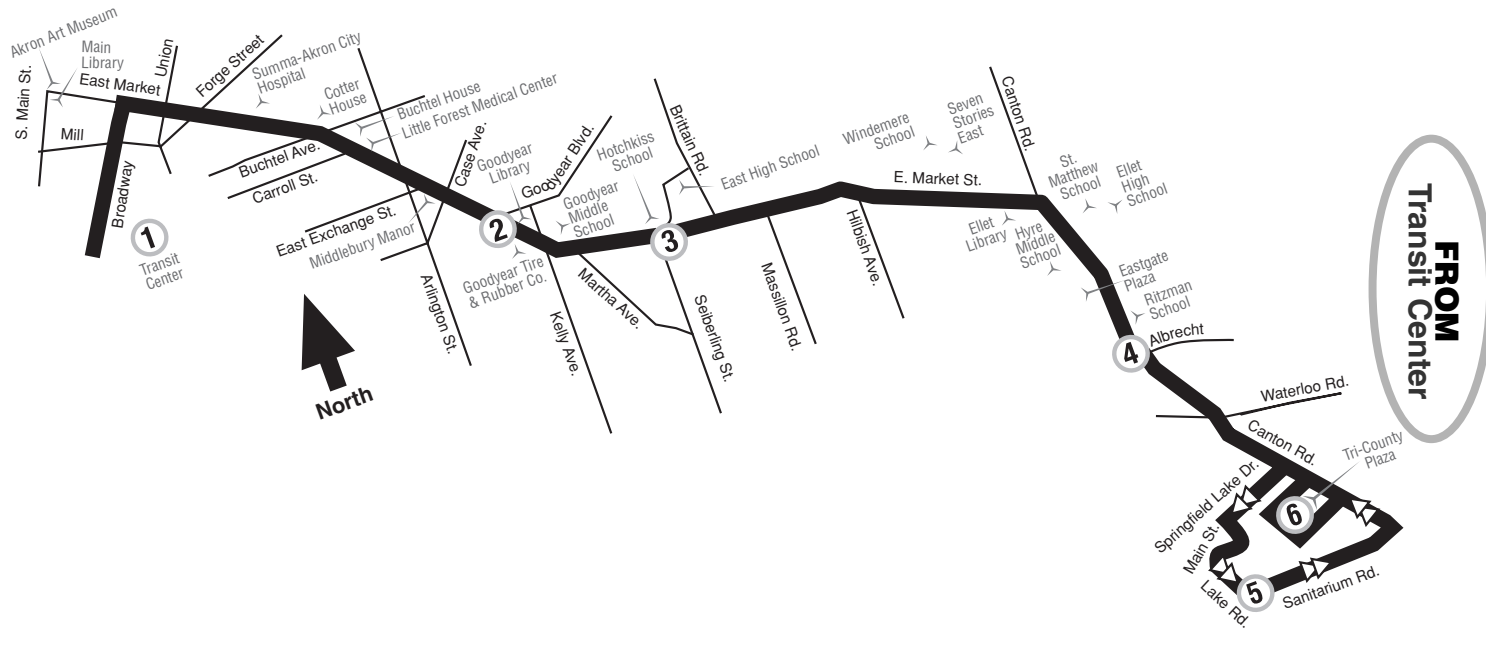 Akron Art Museum
Main
Library
S. Main St.
East Market
Union
Forge Street
Mill
Broadway
1
Transit
Center
Summa-Akron City
Hospital
Cotter
House
Buchtel House
Little Forest Medical Center
Buchtel Ave.
Carroll St.
East Exchange St.
Middlebury Manor
Case Ave.
Arlington St.
North
Goodyear
Library
Goodyear Blvd.
2
Goodyear Tire
& Rubber Co.
Goodyear
Middle
School
Kelly Ave.
Martha Ave.
Hotchkiss
School
Brittain Rd.
East High School
3
Seiberling St.
Massillon Rd.
Hilbish Ave.
Windemere
School
Seven
Stories
East
E. Market St.
Canton Rd.
Ellet
Library
Hyre
Middle
School
St.
Matthew
School
Ellet
High
School
Eastgate
Plaza
Ritzman
School
4
Albrecht
Waterloo Rd.
Canton Rd.
Tri-County
Plaza
Springfield Lake Dr.
6
Main St.
Lake Rd.
5
Sanitarium Rd.
FROM
Transit Center